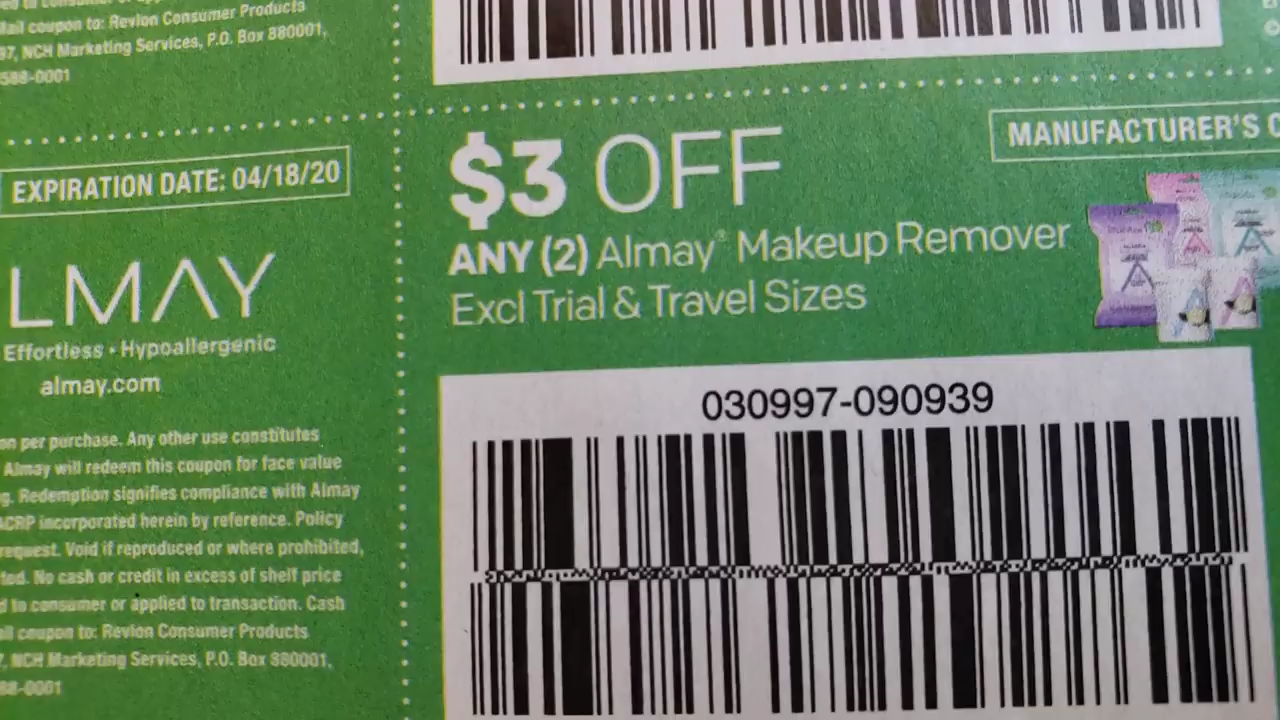 mail coupon to: Revlon Consumer Products
NCH Marketing Services, P.O. Box 880001,
588-0001
EXPIRATION DATE: 04/18/20
LMAY
Effortless • Hypoallergenic
almay.com
on per purchase. Any other use constitutes
Almay will redeem this coupon for face value
g. Redemption signifies compliance with Almay
ACRP incorporated herein by reference. Policy
request. Void if reproduced or where prohibited,
ted. No cash or credit in excess of shelf price
d to consumer or applied to transaction. Cash
ail coupon to: Revlon Consumer Products
7, NCH Marketing Services, P.O. Box 880001,
88-0001
MANUFACTURER'S C
$3 OFF
ANY (2) Almay® Makeup Remover
Excl Trial & Travel Sizes
030997-090939